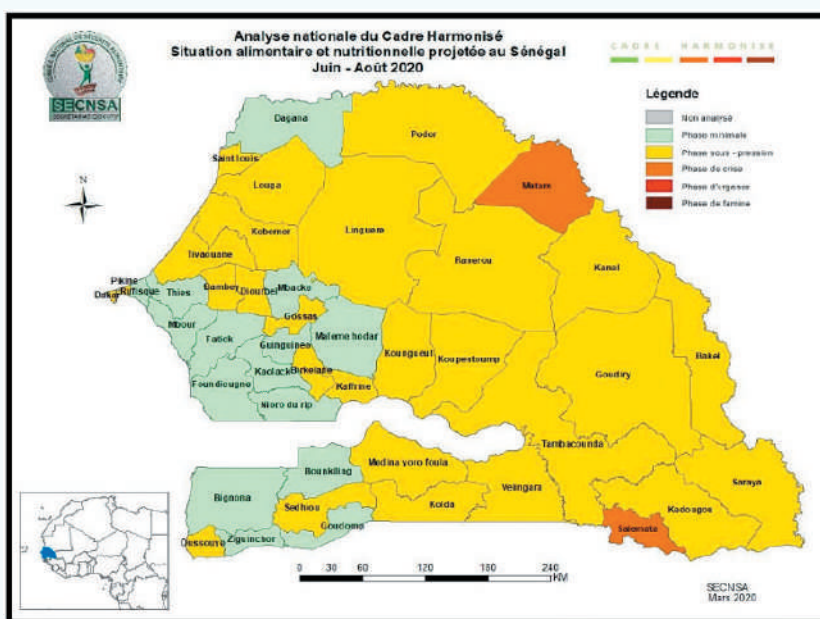 Analyse nationale du Cadre Harmonisé
Situation alimentaire et nutritionnelle projetée au Sénégal
Juin - Août 2020
CADRE HARMONISE
SECNSA
Légende
Non analysé
Phase minimale
Phase sous - pression
Phase de crise
Phase d'urgence
Phase de famine
N
Dagana
Podor
Saint louis
Louga
Matam
Linguere
Kebemer
Ranerou
Kanel
Tivaouane
Pikine
Dakar
Rufisque
Thies
Bambey
Diourbel
Mbacke
Gossas
Mbour
Fatick
Guinguineo
Maleme hodar
Koungueul
Koupentoump
Goudiry
Bakel
Kaolack
Birkelane
Kaffrine
Foundiougne
Nioro du rip
Tambacounda
Bounkiling
Medina yoro foula
Velingara
Saraya
Bignona
Sedhiou
Kolda
Kedougou
Goudomp
Salemata
Oussouye
Ziguinchor
0 30 60 120 180 240
KM
SECNSA
Mars 2020